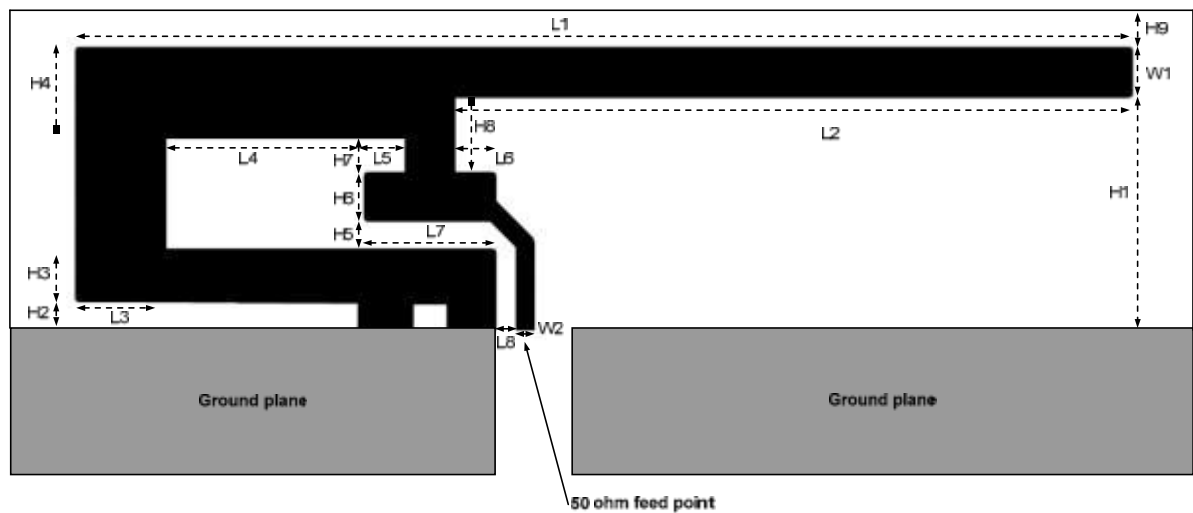 L1
H9
H4
W1
H8
L2
L4
H7
L5
L6
H6
H1
H5
L7
H3
H2
L3
L8
W2
Ground plane
Ground plane
50 ohm feed point